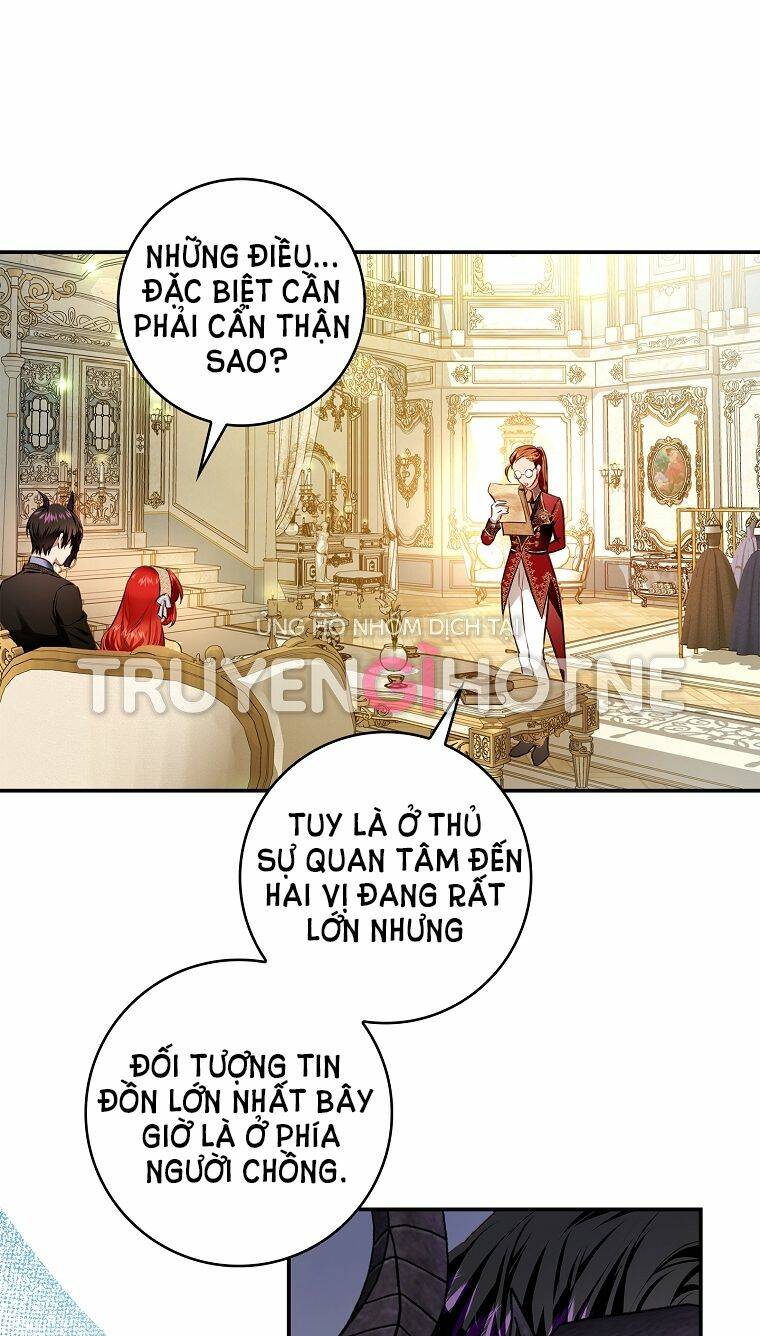 NHỮNG ĐIỀU...
ĐẶC BIỆT CẦN
PHẢI CẨN THẬN
SAO?
ỦNG HỘ NHÓM DỊCH TẠI
TRUYENGIHOTNE
TUY LÀ Ở THỦ
SỰ QUAN TÂM ĐẾN
HAI VỊ ĐANG RẤT
LỚN NHƯNG
ĐỐI TƯỢNG TIN
ĐỒN LỚN NHẤT BÂY
GIỜ LÀ Ở PHÍA
NGƯỜI CHỒNG.